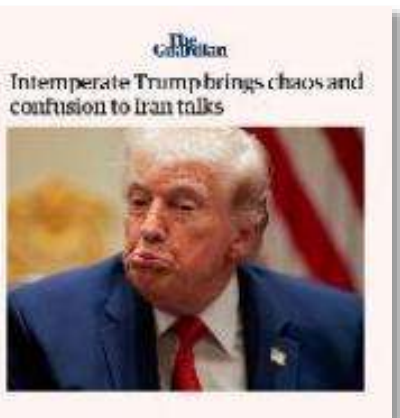 The
Guardian
Intemperate Trump brings chaos and
confusion to Iran talks